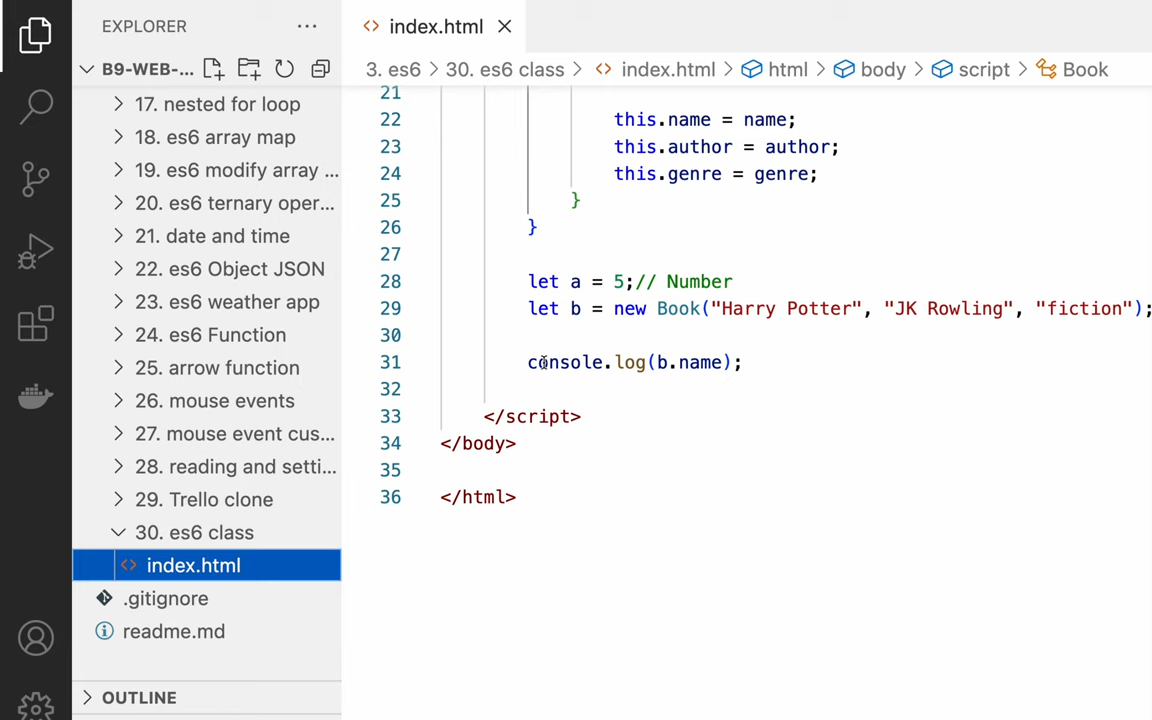 EXPLORER
B9-WEB-...
17. nested for loop
18. es6 array map
19. es6 modify array ...
20. es6 ternary oper...
21. date and time
22. es6 Object JSON
23. es6 weather app
24. es6 Function
25. arrow function
26. mouse events
27. mouse event cus...
28. reading and setti...
29. Trello clone
30. es6 class
index.html
.gitignore
readme.md
OUTLINE
index.html
3. es6 > 30. es6 class > index.html > html > body > script > Book
21
22 this.name = name;
23 this.author = author;
24 this.genre = genre;
25 }
26 }
27
28 let a = 5;// Number
29 let b = new Book("Harry Potter", "JK Rowling", "fiction");
30
31 console.log(b.name);
32
33 </script>
34 </body>
35
36 </html>